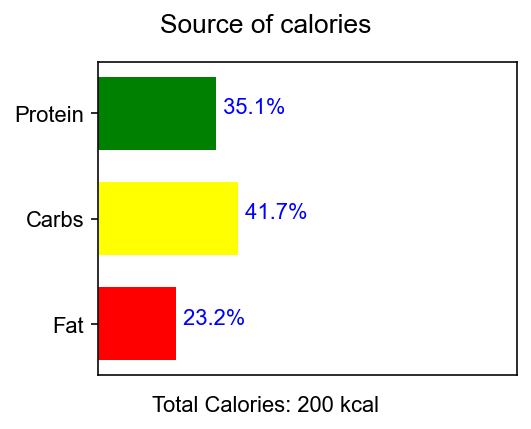 Source of calories
Protein 35.1%
Carbs 41.7%
Fat 23.2%
Total Calories: 200 kcal